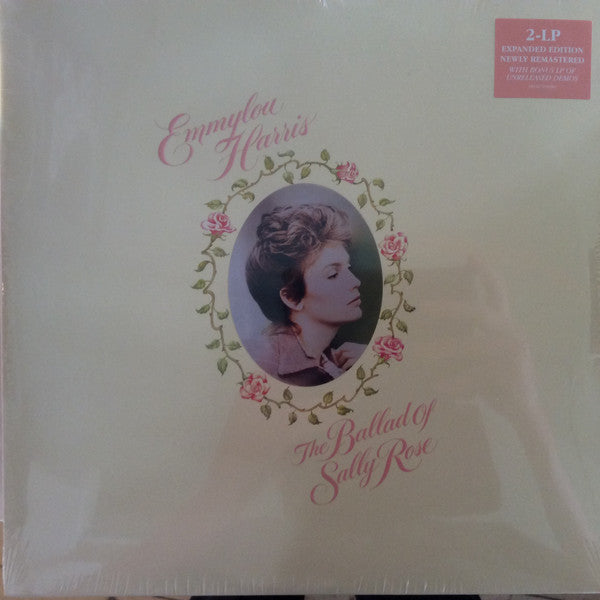 2-LP
EXPANDED EDITION
NEWLY REMASTERED
WITH BONUS LP OF
UNRELEASED DEMOS
Emmylou
Harris
The Ballad Of
Sally Rose